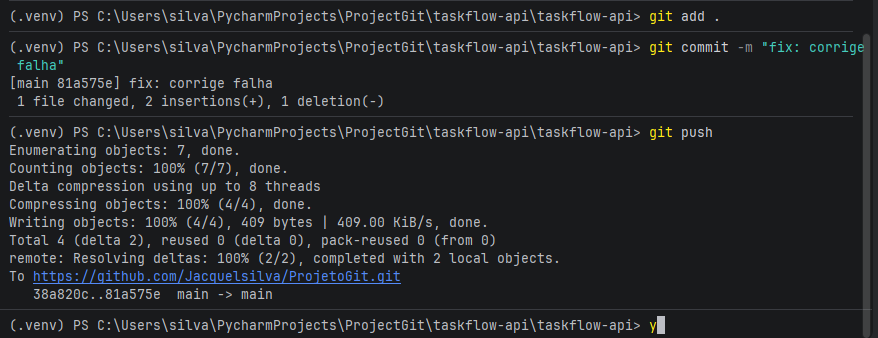 (.venv) PS C:\Users\silva\PycharmProjects\ProjectGit\taskflow-api\taskflow-api> git add .
(.venv) PS C:\Users\silva\PycharmProjects\ProjectGit\taskflow-api\taskflow-api> git commit -m "fix: corrige
 falha"
[main 81a575e] fix: corrige falha
 1 file changed, 2 insertions(+), 1 deletion(-)
(.venv) PS C:\Users\silva\PycharmProjects\ProjectGit\taskflow-api\taskflow-api> git push
Enumerating objects: 7, done.
Counting objects: 100% (7/7), done.
Delta compression using up to 8 threads
Compressing objects: 100% (4/4), done.
Writing objects: 100% (4/4), 409 bytes | 409.00 KiB/s, done.
Total 4 (delta 2), reused 0 (delta 0), pack-reused 0 (from 0)
remote: Resolving deltas: 100% (2/2), completed with 2 local objects.
To https://github.com/Jacquelsilva/ProjetoGit.git
   38a820c..81a575e  main -> main
(.venv) PS C:\Users\silva\PycharmProjects\ProjectGit\taskflow-api\taskflow-api> y